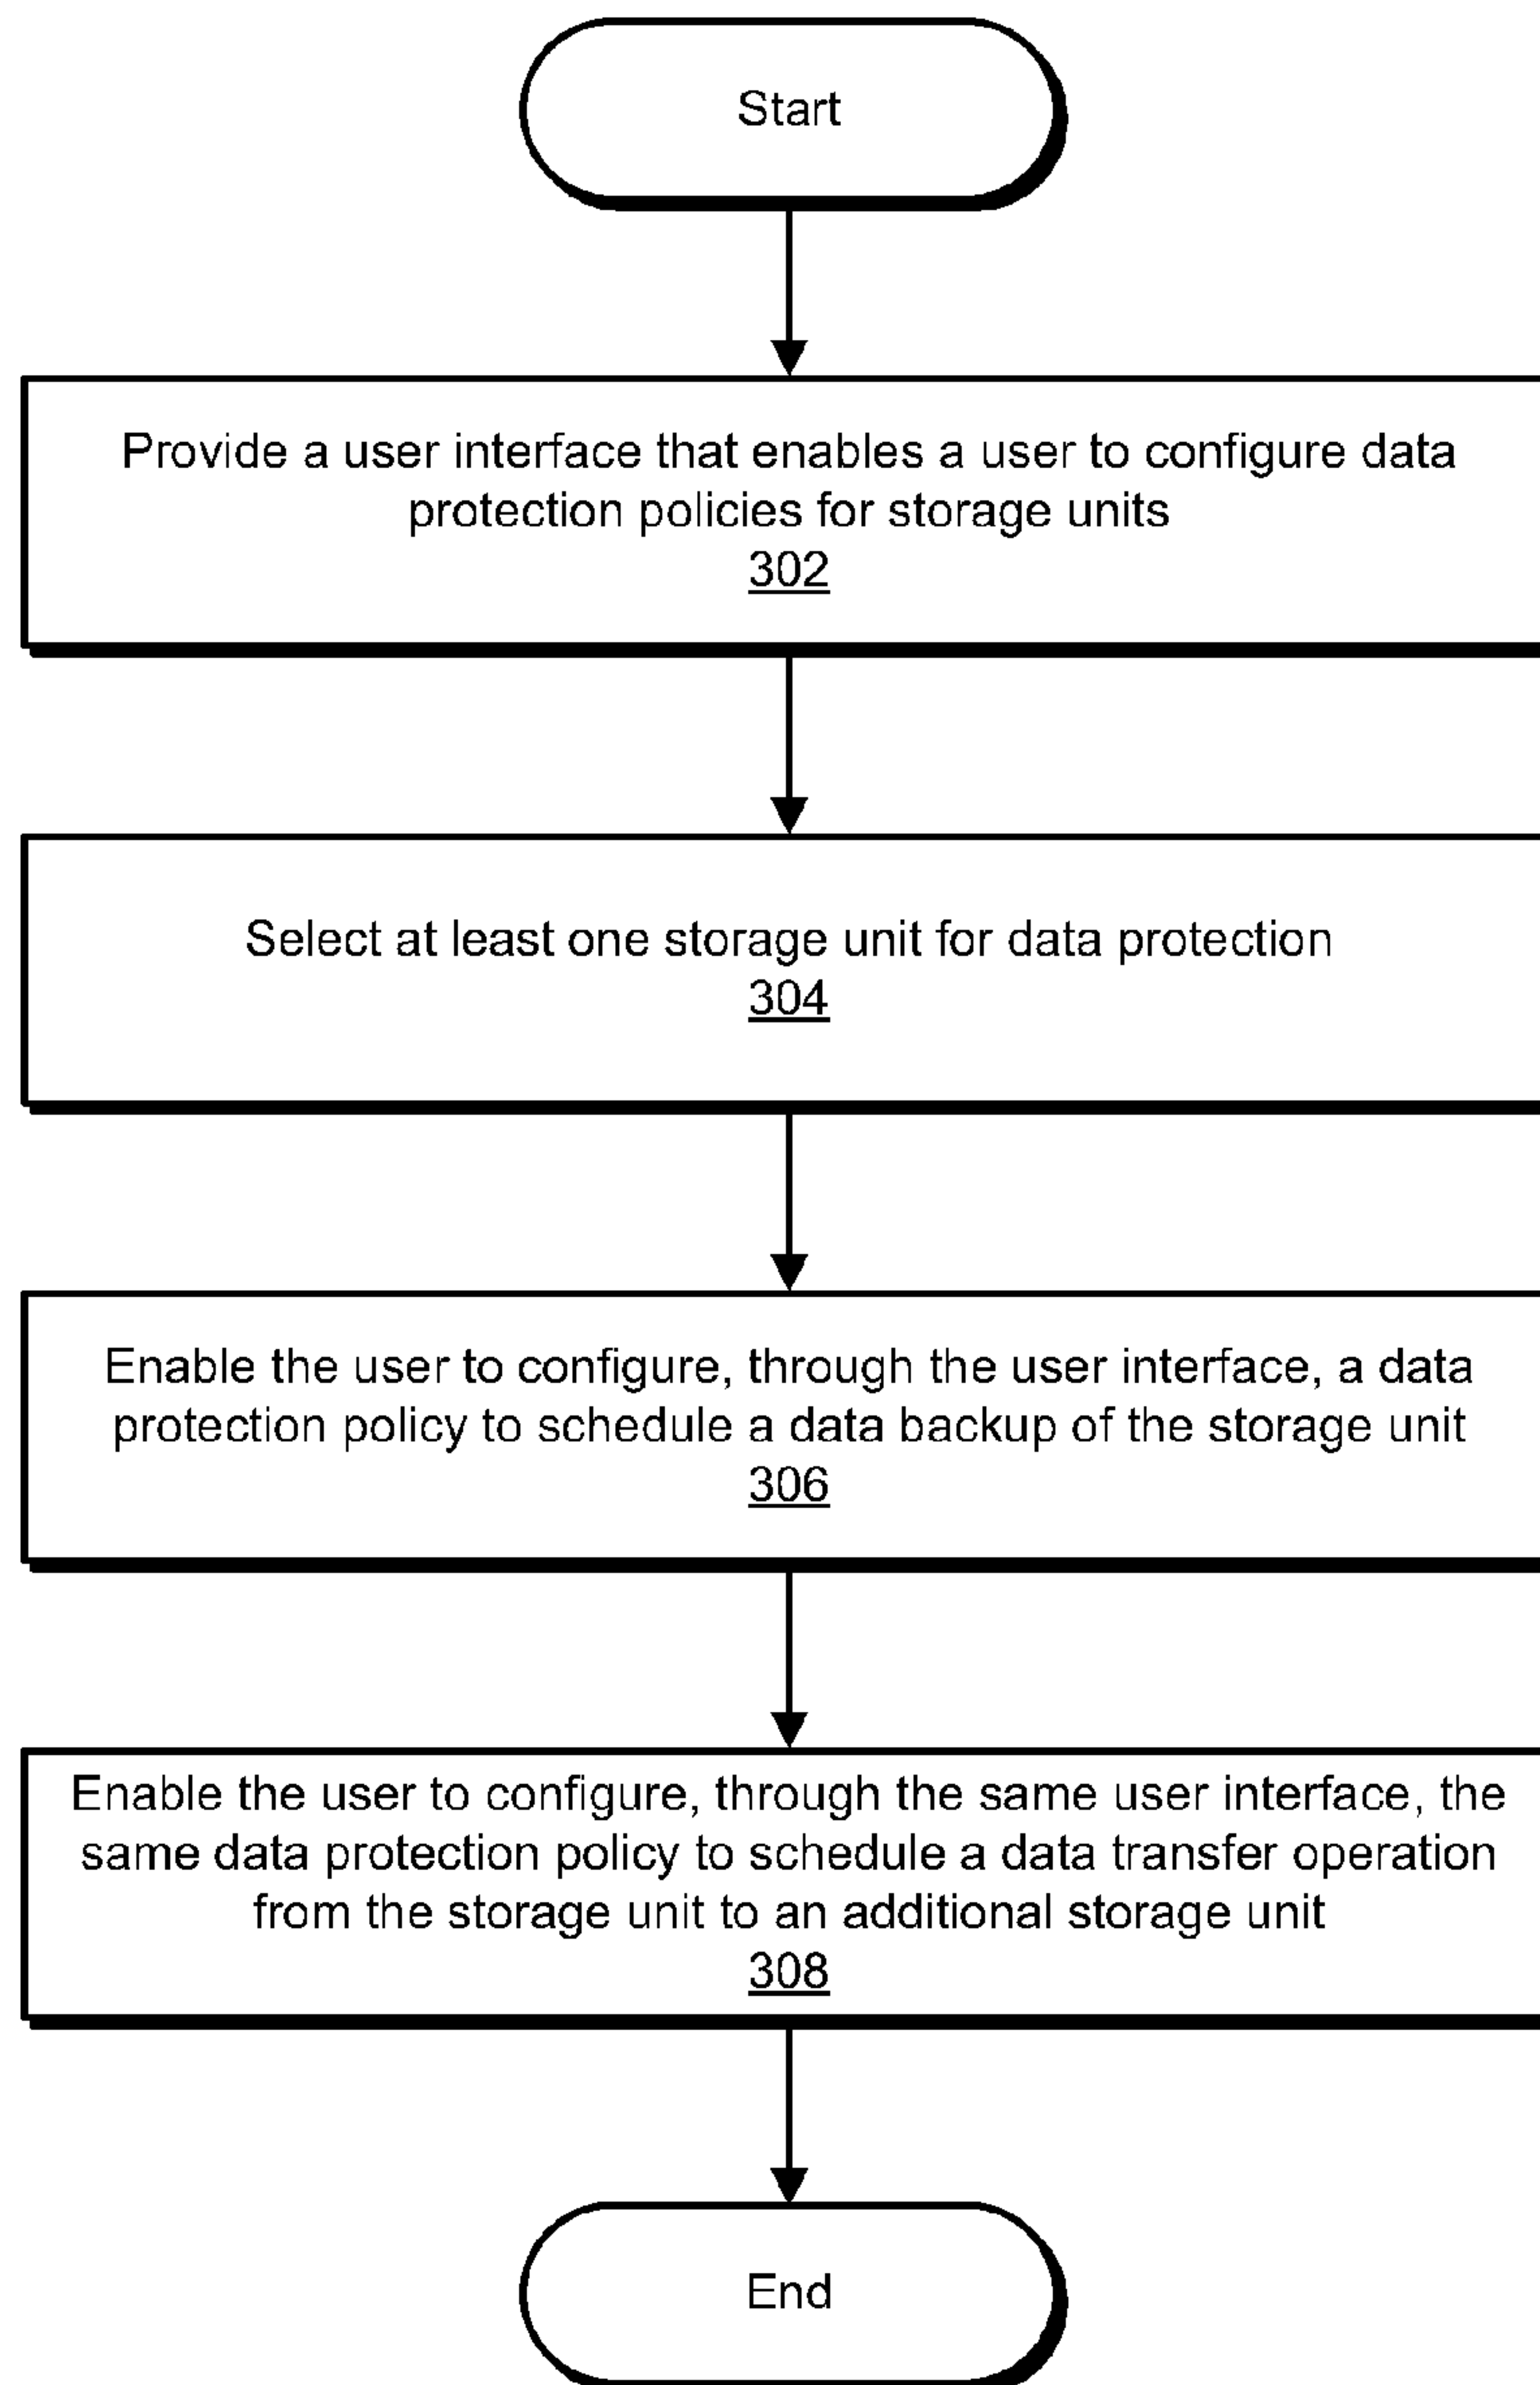 Start
Provide a user interface that enables a user to configure data
protection policies for storage units
302
Select at least one storage unit for data protection
304
Enable the user to configure, through the user interface, a data
protection policy to schedule a data backup of the storage unit
306
Enable the user to configure, through the same user interface, the
same data protection policy to schedule a data transfer operation
from the storage unit to an additional storage unit
308
End